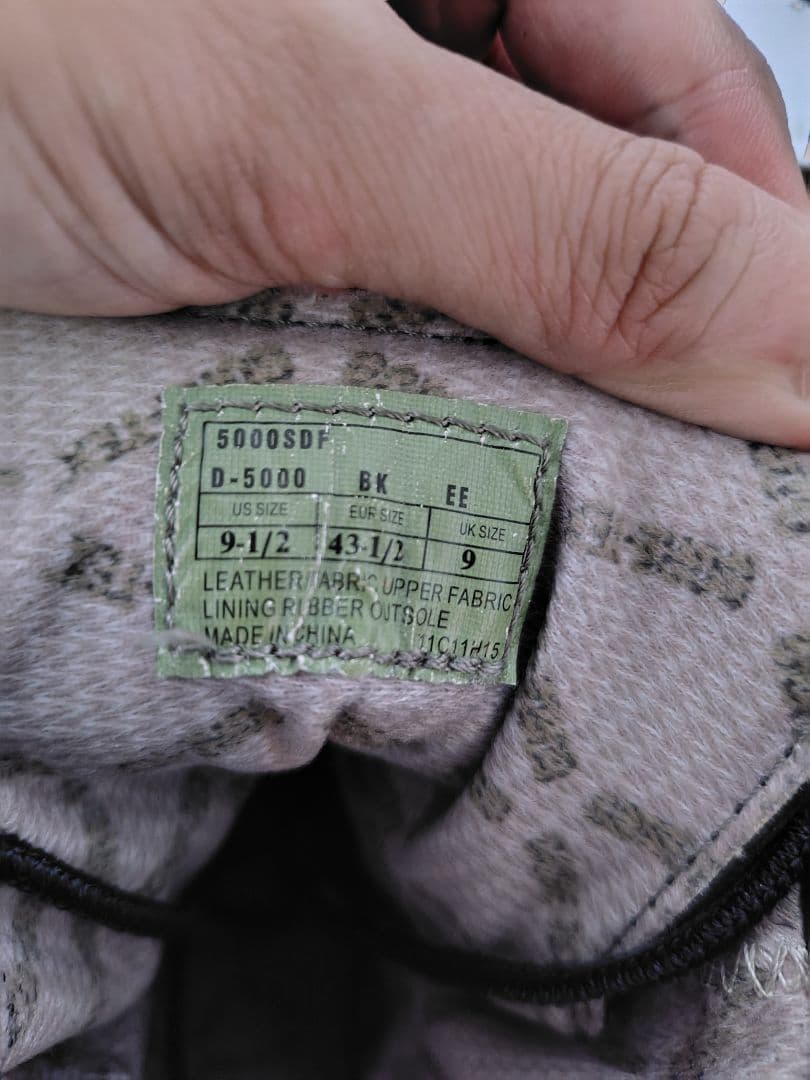 5000SDF
D-5000 BK EE
US SIZE EUR SIZE UK SIZE
9-1/2 43-1/2 9
LEATHER/FABRIC UPPER FABRIC
LINING RUBBER OUTSOLE
MADE IN CHINA 11C11H15